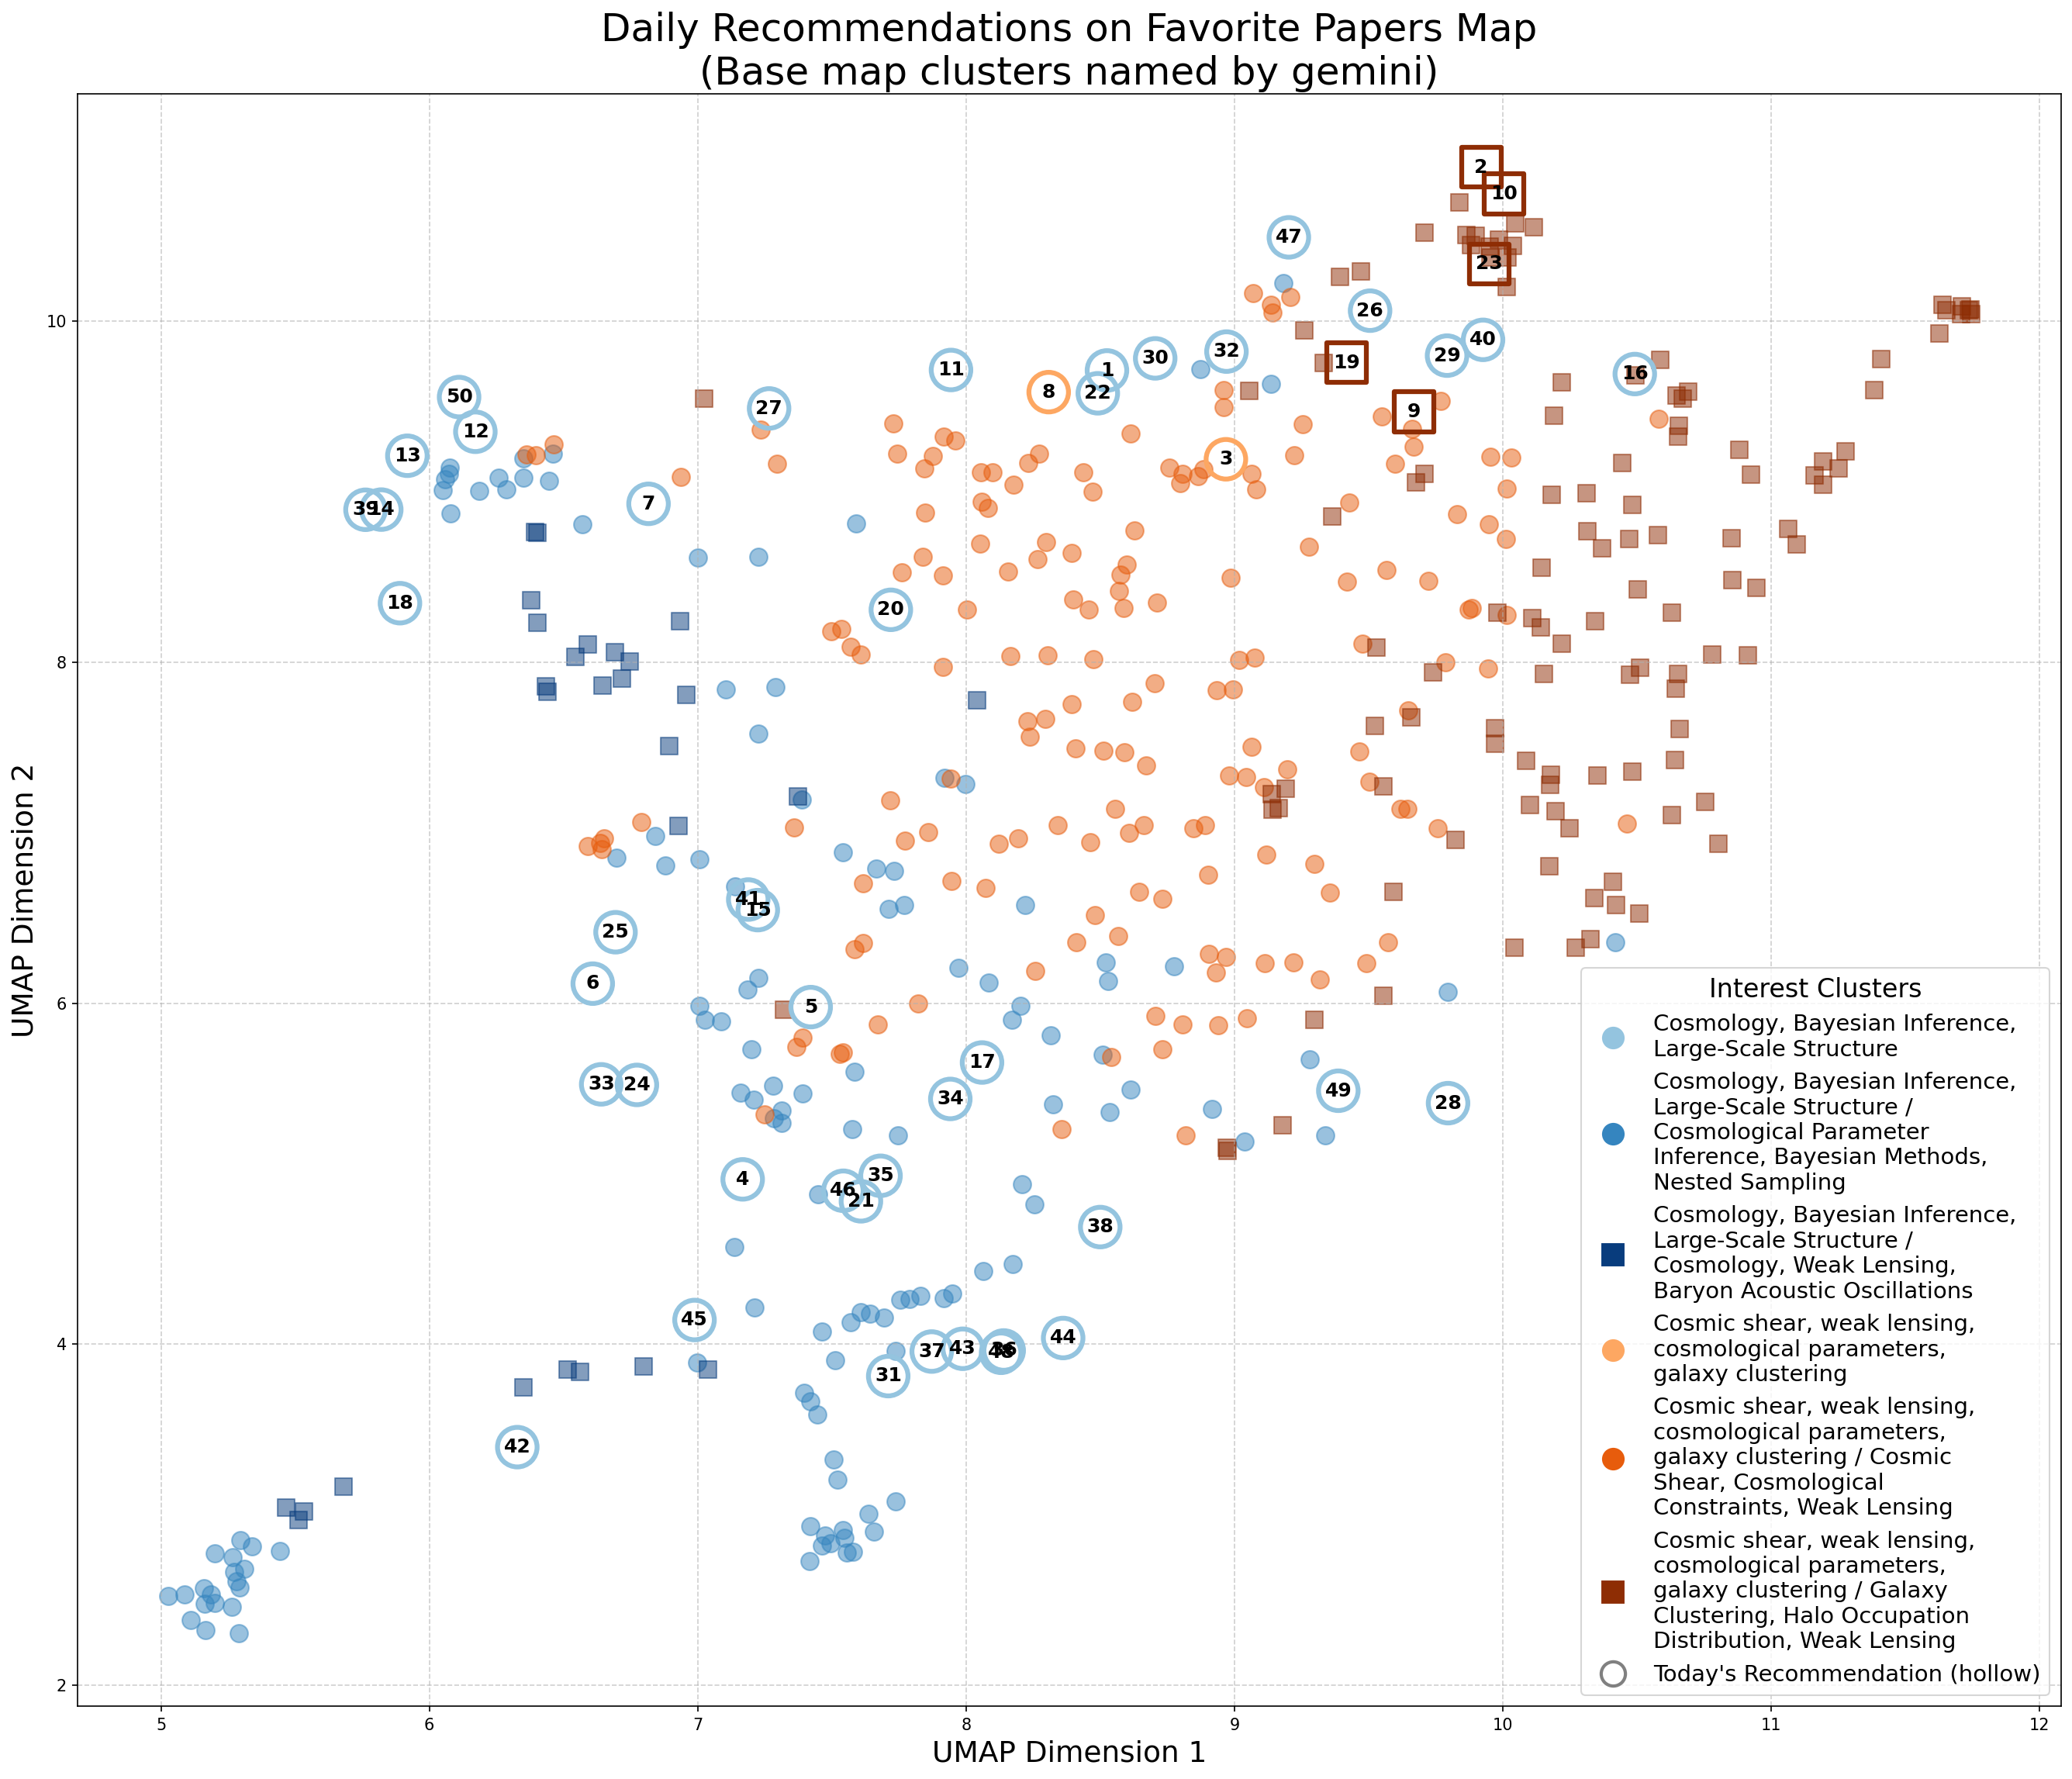 Daily Recommendations on Favorite Papers Map
(Base map clusters named by gemini)
2
10
47
23
26
40
32
30
29
19
1
11
16
22
8
50
27
9
12
13
3
7
39
14
18
20
41
15
25
6
5
17
33
24
34
49
28
4
35
46
21
38
45
44
43
37
36
31
42
10
8
6
4
2
5
6
7
8
9
10
11
12
UMAP Dimension 2
UMAP Dimension 1
Interest Clusters
Cosmology, Bayesian Inference,
Large-Scale Structure
Cosmology, Bayesian Inference,
Large-Scale Structure /
Cosmological Parameter
Inference, Bayesian Methods,
Nested Sampling
Cosmology, Bayesian Inference,
Large-Scale Structure /
Cosmology, Weak Lensing,
Baryon Acoustic Oscillations
Cosmic shear, weak lensing,
cosmological parameters,
galaxy clustering
Cosmic shear, weak lensing,
cosmological parameters,
galaxy clustering / Cosmic
Shear, Cosmological
Constraints, Weak Lensing
Cosmic shear, weak lensing,
cosmological parameters,
galaxy clustering / Galaxy
Clustering, Halo Occupation
Distribution, Weak Lensing
Today's Recommendation (hollow)